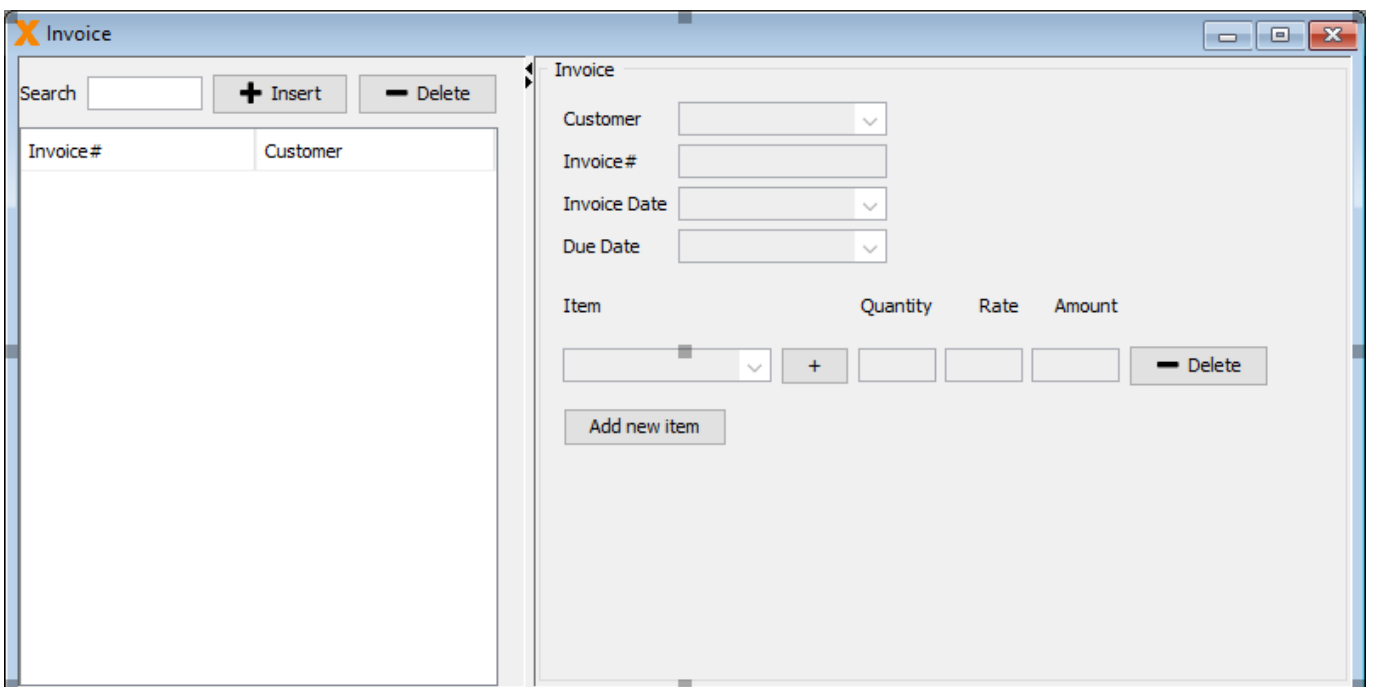 Invoice
Search Insert Delete
Invoice# Customer
Invoice
Customer
Invoice#
Invoice Date
Due Date
Item Quantity Rate Amount
+ Delete
Add new item